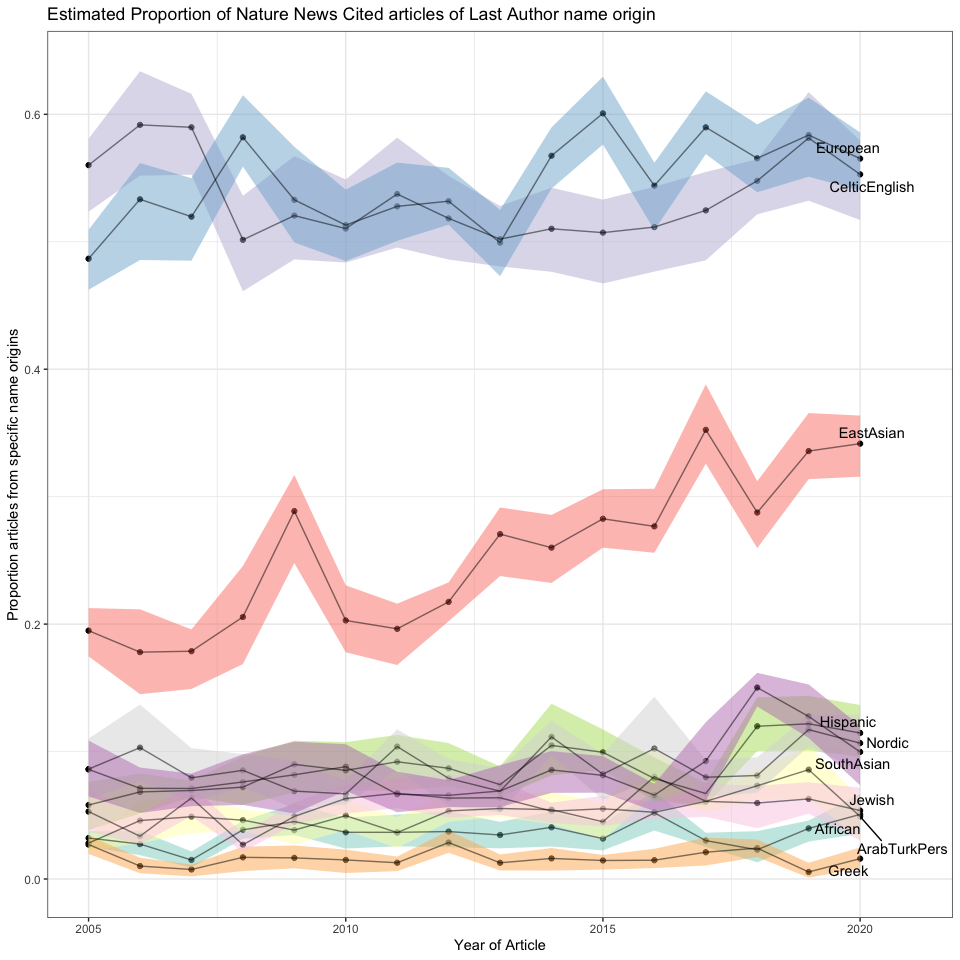 Estimated Proportion of Nature News Cited articles of Last Author name origin
Proportion articles from specific name origins
0.6
0.4
0.2
0.0
European
CelticEnglish
EastAsian
Hispanic
Nordic
SouthAsian
Jewish
African
ArabTurkPers
Greek
2005
2010
2015
2020
Year of Article